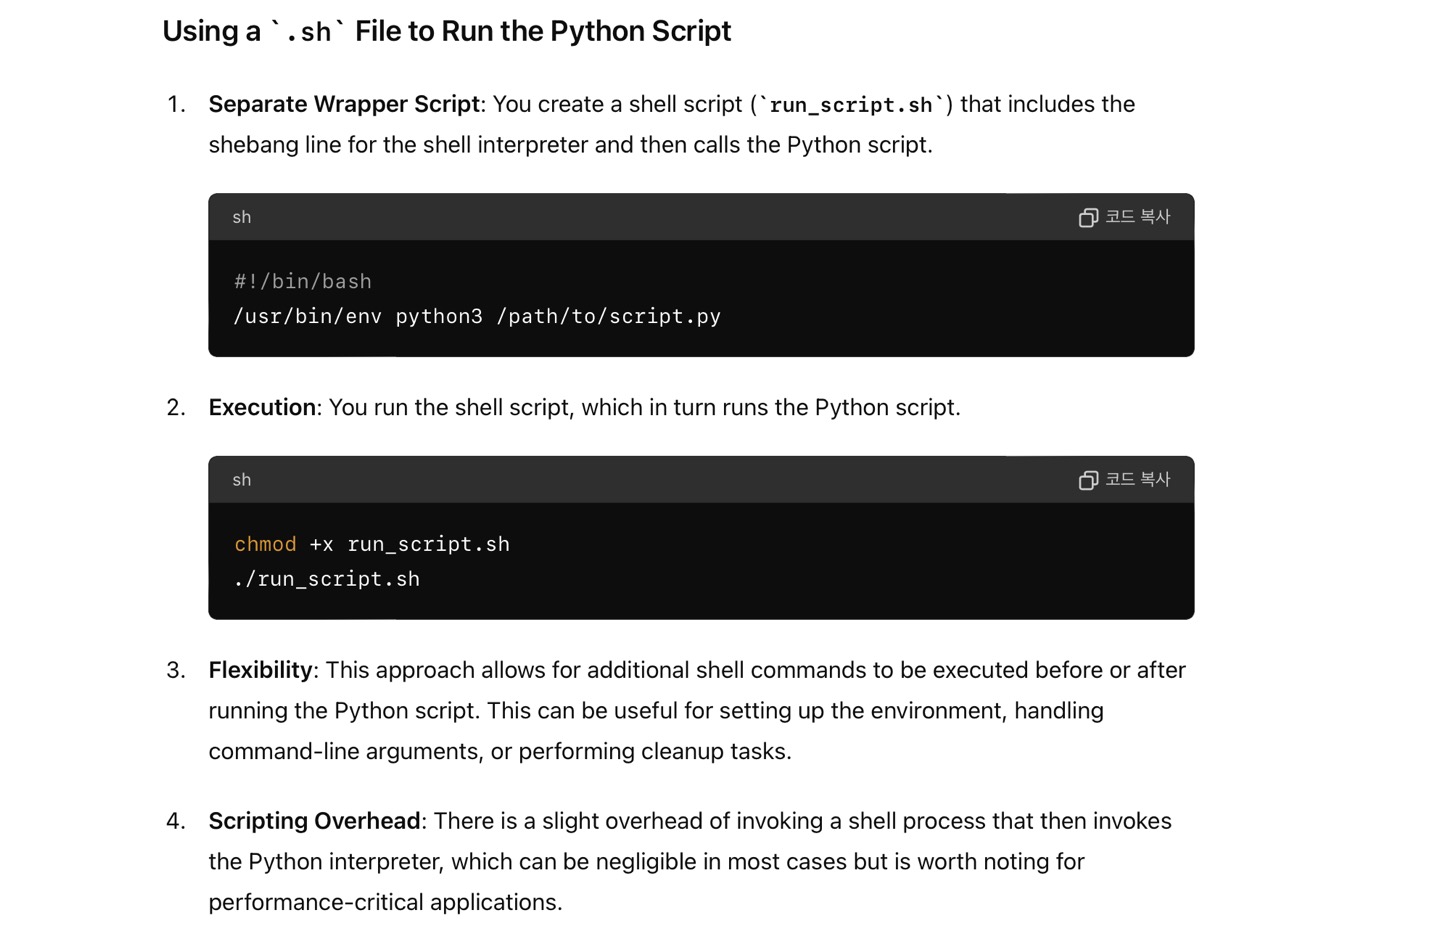 Using a `.sh` File to Run the Python Script
1. Separate Wrapper Script: You create a shell script (`run_script.sh`) that includes the
shebang line for the shell interpreter and then calls the Python script.
sh 코드 복사
#!/bin/bash
/usr/bin/env python3 /path/to/script.py
2. Execution: You run the shell script, which in turn runs the Python script.
sh 코드 복사
chmod +x run_script.sh
./run_script.sh
3. Flexibility: This approach allows for additional shell commands to be executed before or after
running the Python script. This can be useful for setting up the environment, handling
command-line arguments, or performing cleanup tasks.
4. Scripting Overhead: There is a slight overhead of invoking a shell process that then invokes
the Python interpreter, which can be negligible in most cases but is worth noting for
performance-critical applications.